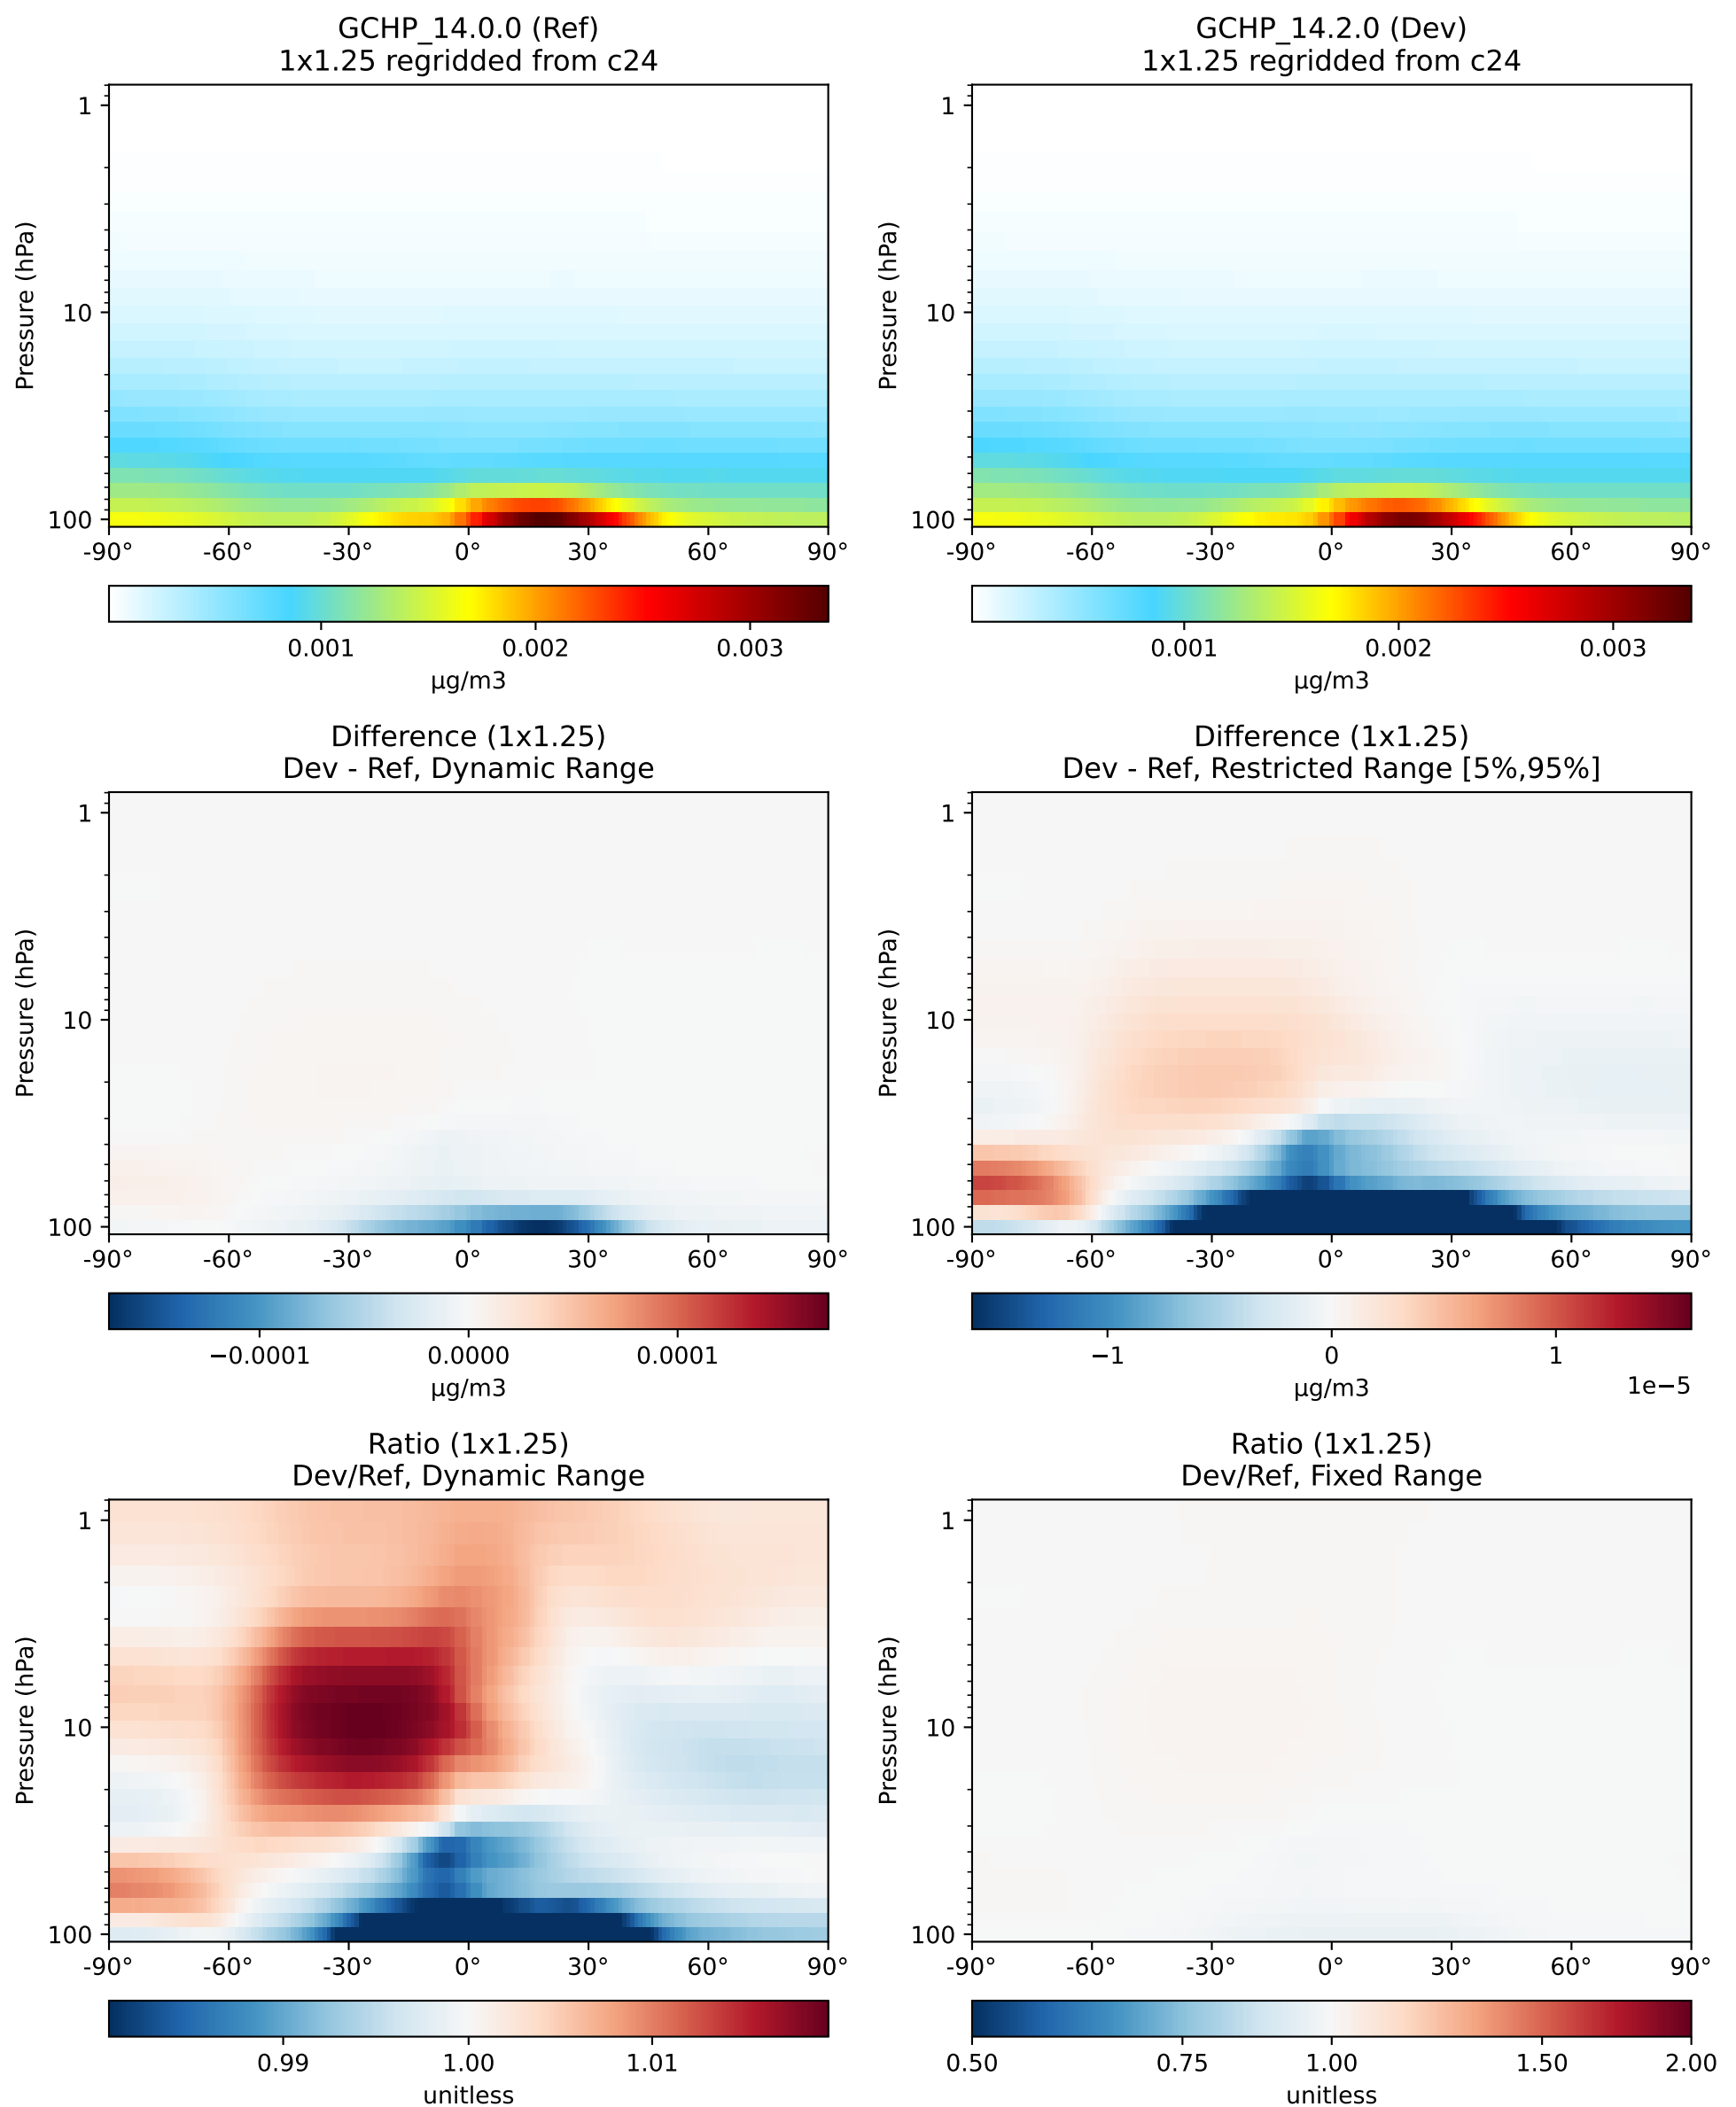 GCHP_14.0.0 (Ref)
1x1.25 regridded from c24
Pressure (hPa)
1
10
100
-90° -60° -30° 0° 30° 60° 90°
0.001 0.002 0.003
µg/m3
GCHP_14.2.0 (Dev)
1x1.25 regridded from c24
Pressure (hPa)
1
10
100
-90° -60° -30° 0° 30° 60° 90°
0.001 0.002 0.003
µg/m3
Difference (1x1.25)
Dev - Ref, Dynamic Range
Pressure (hPa)
1
10
100
-90° -60° -30° 0° 30° 60° 90°
−0.0001 0.0000 0.0001
µg/m3
Difference (1x1.25)
Dev - Ref, Restricted Range [5%,95%]
Pressure (hPa)
1
10
100
-90° -60° -30° 0° 30° 60° 90°
−1 0 1
µg/m3
1e−5
Ratio (1x1.25)
Dev/Ref, Dynamic Range
Pressure (hPa)
1
10
100
-90° -60° -30° 0° 30° 60° 90°
0.99 1.00 1.01
unitless
Ratio (1x1.25)
Dev/Ref, Fixed Range
Pressure (hPa)
1
10
100
-90° -60° -30° 0° 30° 60° 90°
0.50 0.75 1.00 1.50 2.00
unitless